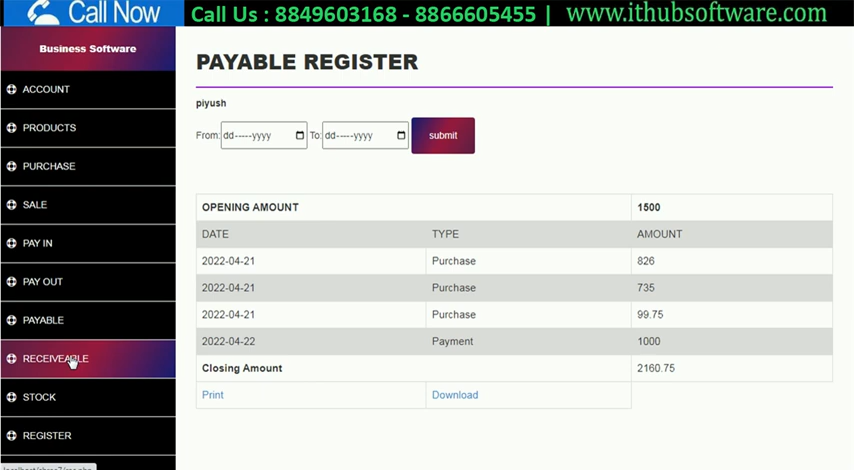 Call Now
Call Us : 8849603168 - 8866605455 | www.ithubsoftware.com
Business Software
ACCOUNT
PRODUCTS
PURCHASE
SALE
PAY IN
PAY OUT
PAYABLE
RECEIVEABLE
STOCK
REGISTER
PAYABLE REGISTER
piyush
From: dd-----yyyy To: dd-----yyyy submit
OPENING AMOUNT 1500
DATE TYPE AMOUNT
2022-04-21 Purchase 826
2022-04-21 Purchase 735
2022-04-21 Purchase 99.75
2022-04-22 Payment 1000
Closing Amount 2160.75
Print Download